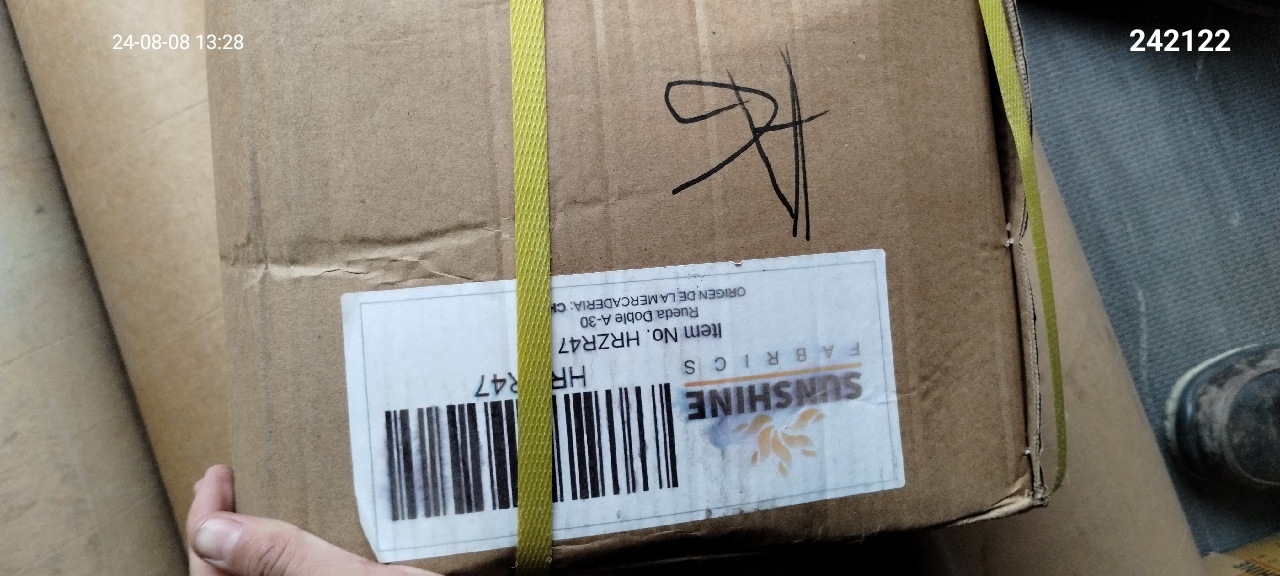 24-08-08 13:28
242122
SUNSHINE
FABRICS
HRZR47
Item No. HRZR47
Rueda Doble A-30
ORIGEN DE LA MERCADERIA: